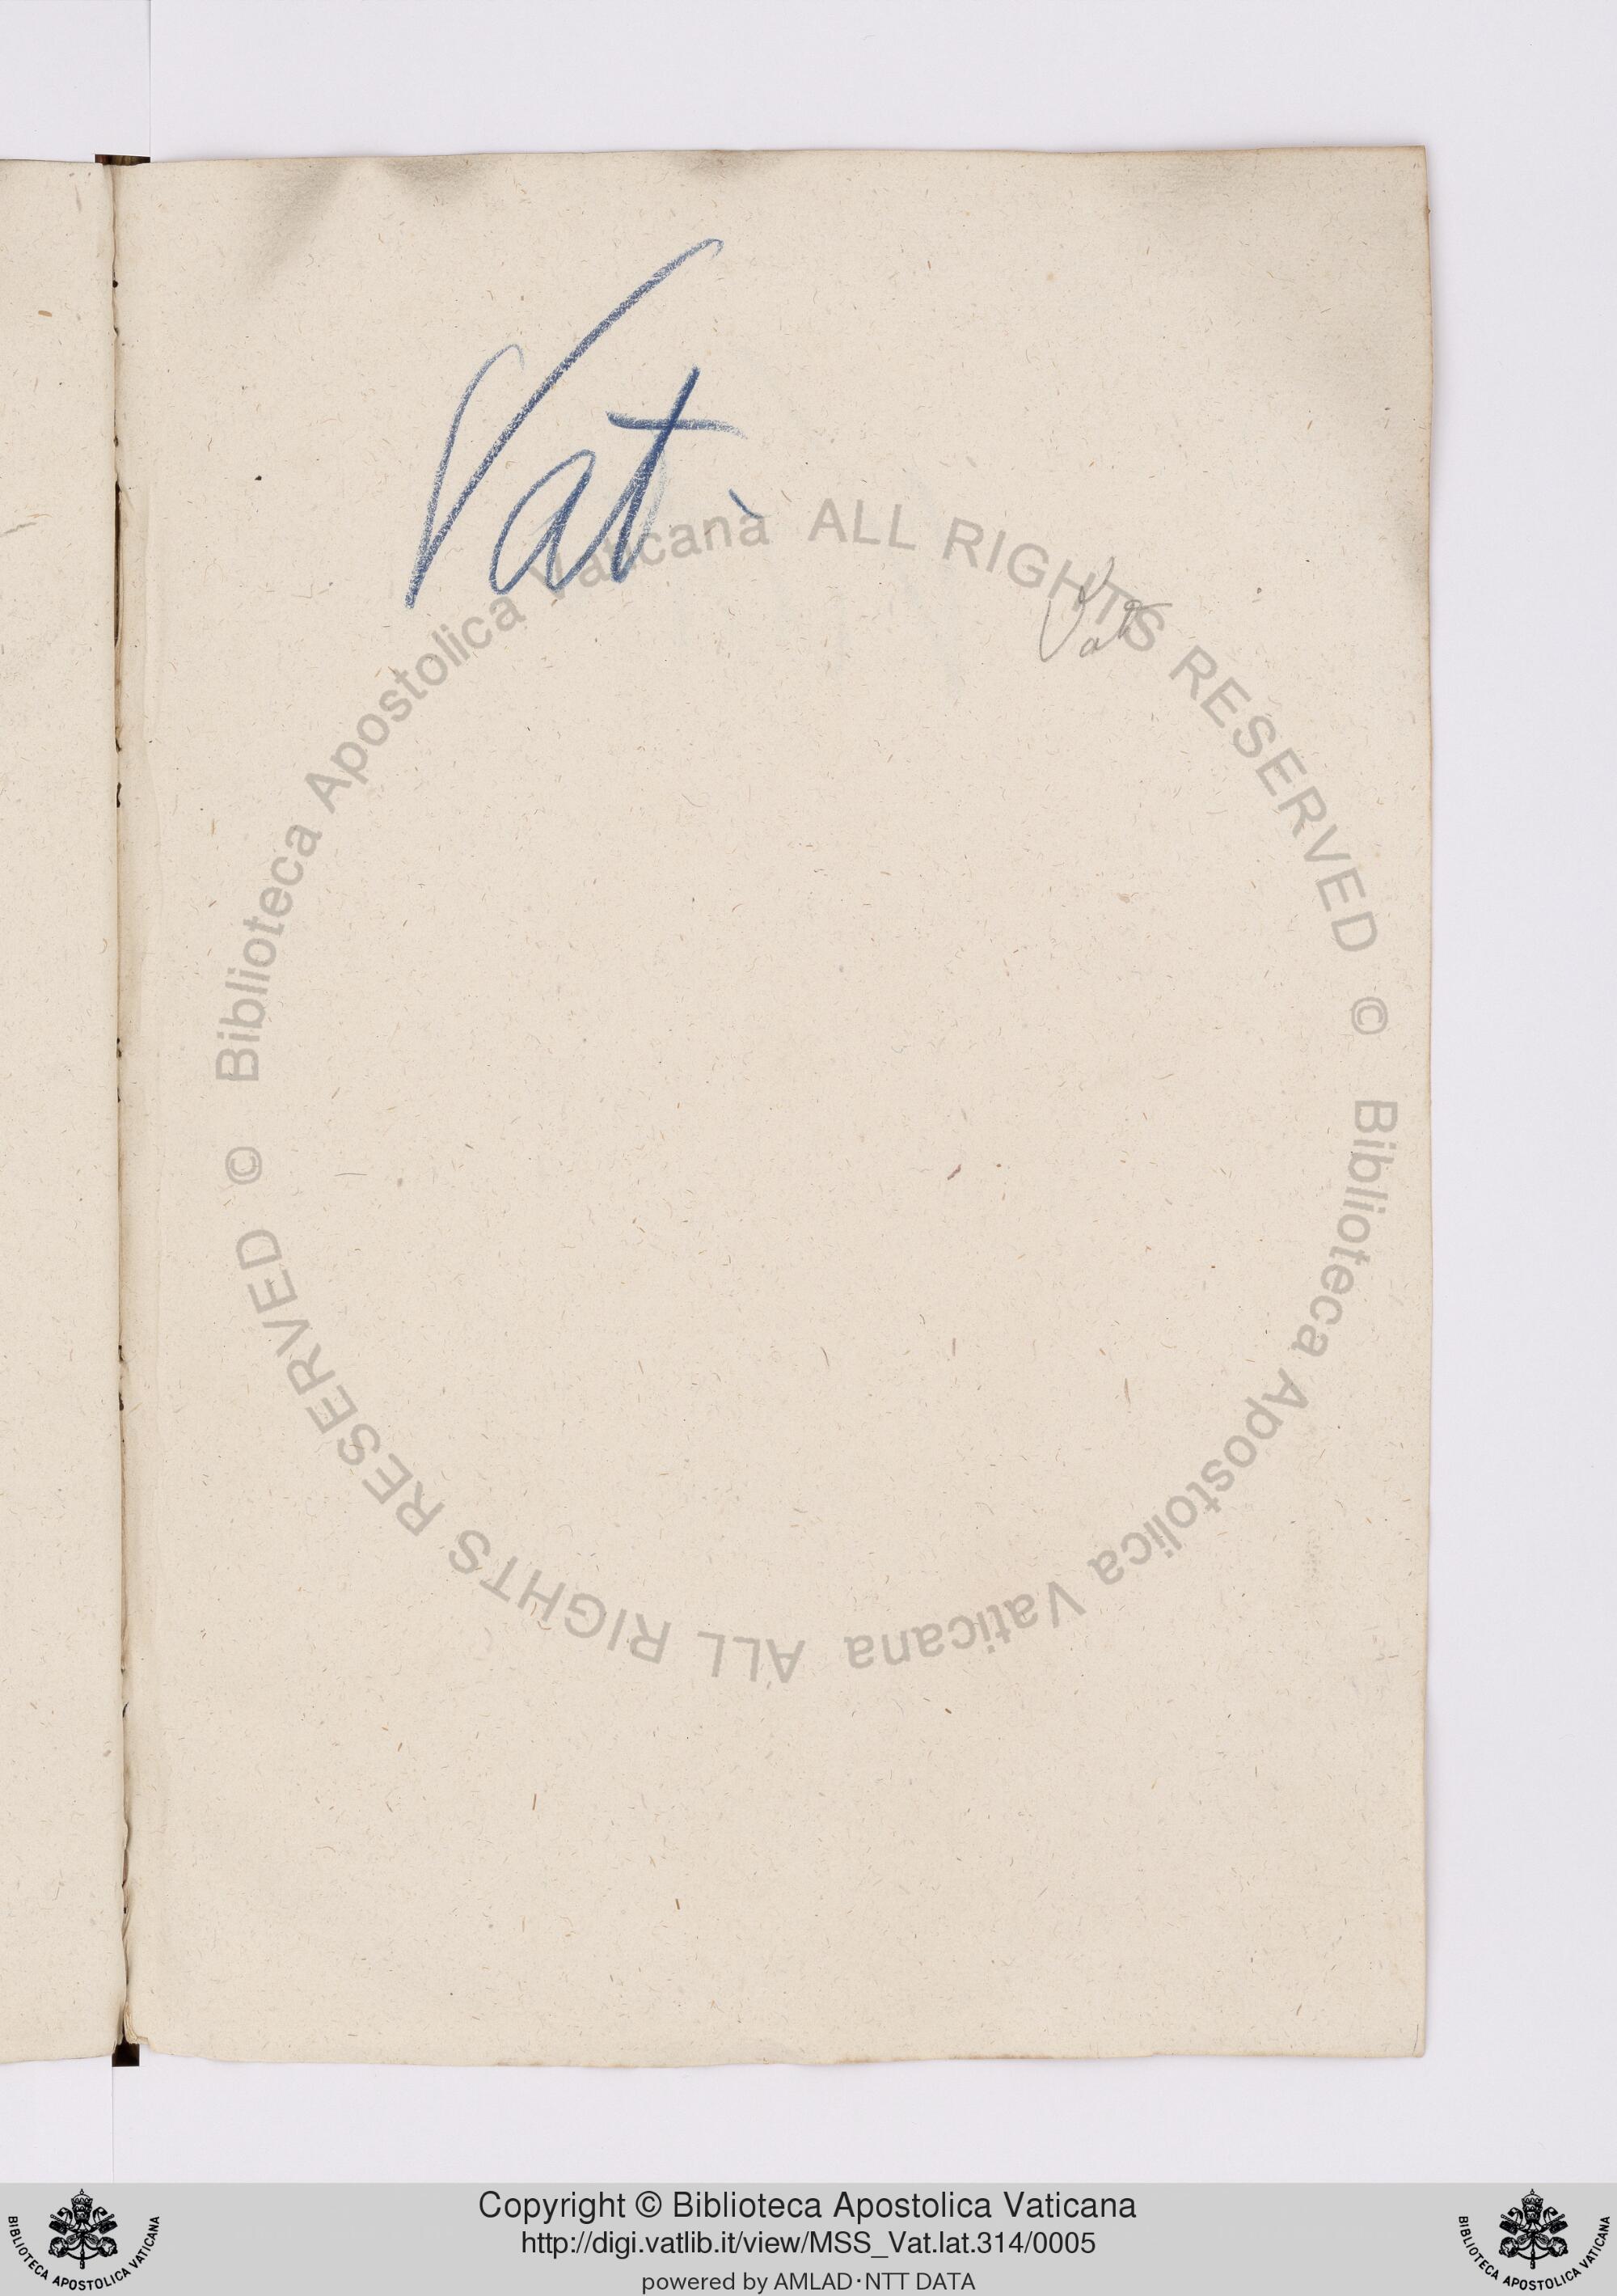 Vat.
Vat
© Biblioteca Apostolica Vaticana ALL RIGHTS RESERVED
© Biblioteca Apostolica Vaticana ALL RIGHTS RESERVED
Copyright © Biblioteca Apostolica Vaticana
http://digi.vatlib.it/view/MSS_Vat.lat.314/0005
powered by AMLAD·NTT DATA
BIBLIOTECA APOSTOLICA VATICANA
BIBLIOTECA APOSTOLICA VATICANA